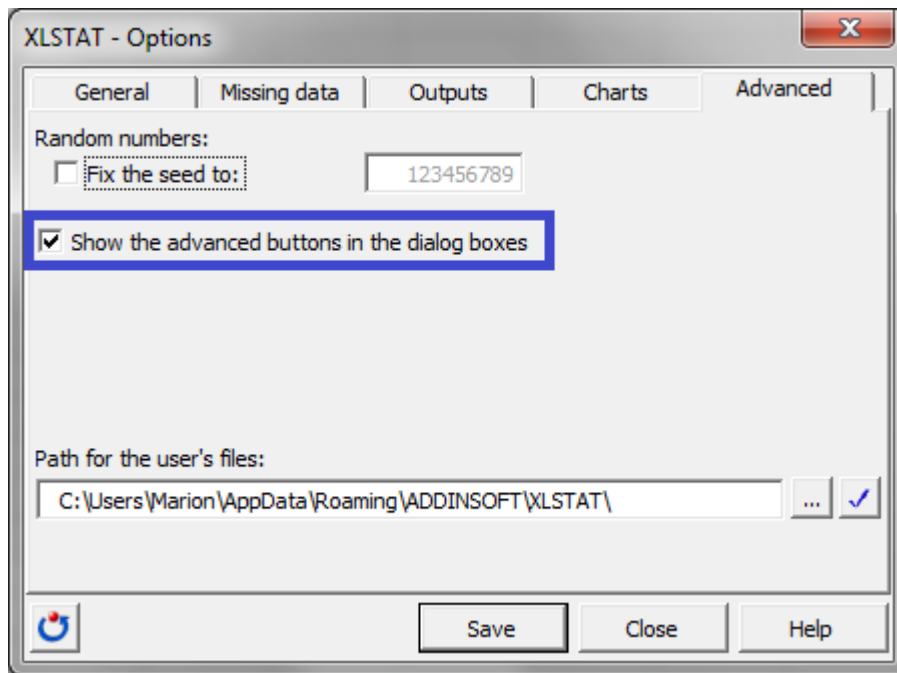 XLSTAT - Options
General Missing data Outputs Charts Advanced
Random numbers:
Fix the seed to: 123456789
Show the advanced buttons in the dialog boxes
Path for the user's files:
C:\Users\Marion\AppData\Roaming\ADDINSOFT\XLSTAT\ ...
Save Close Help